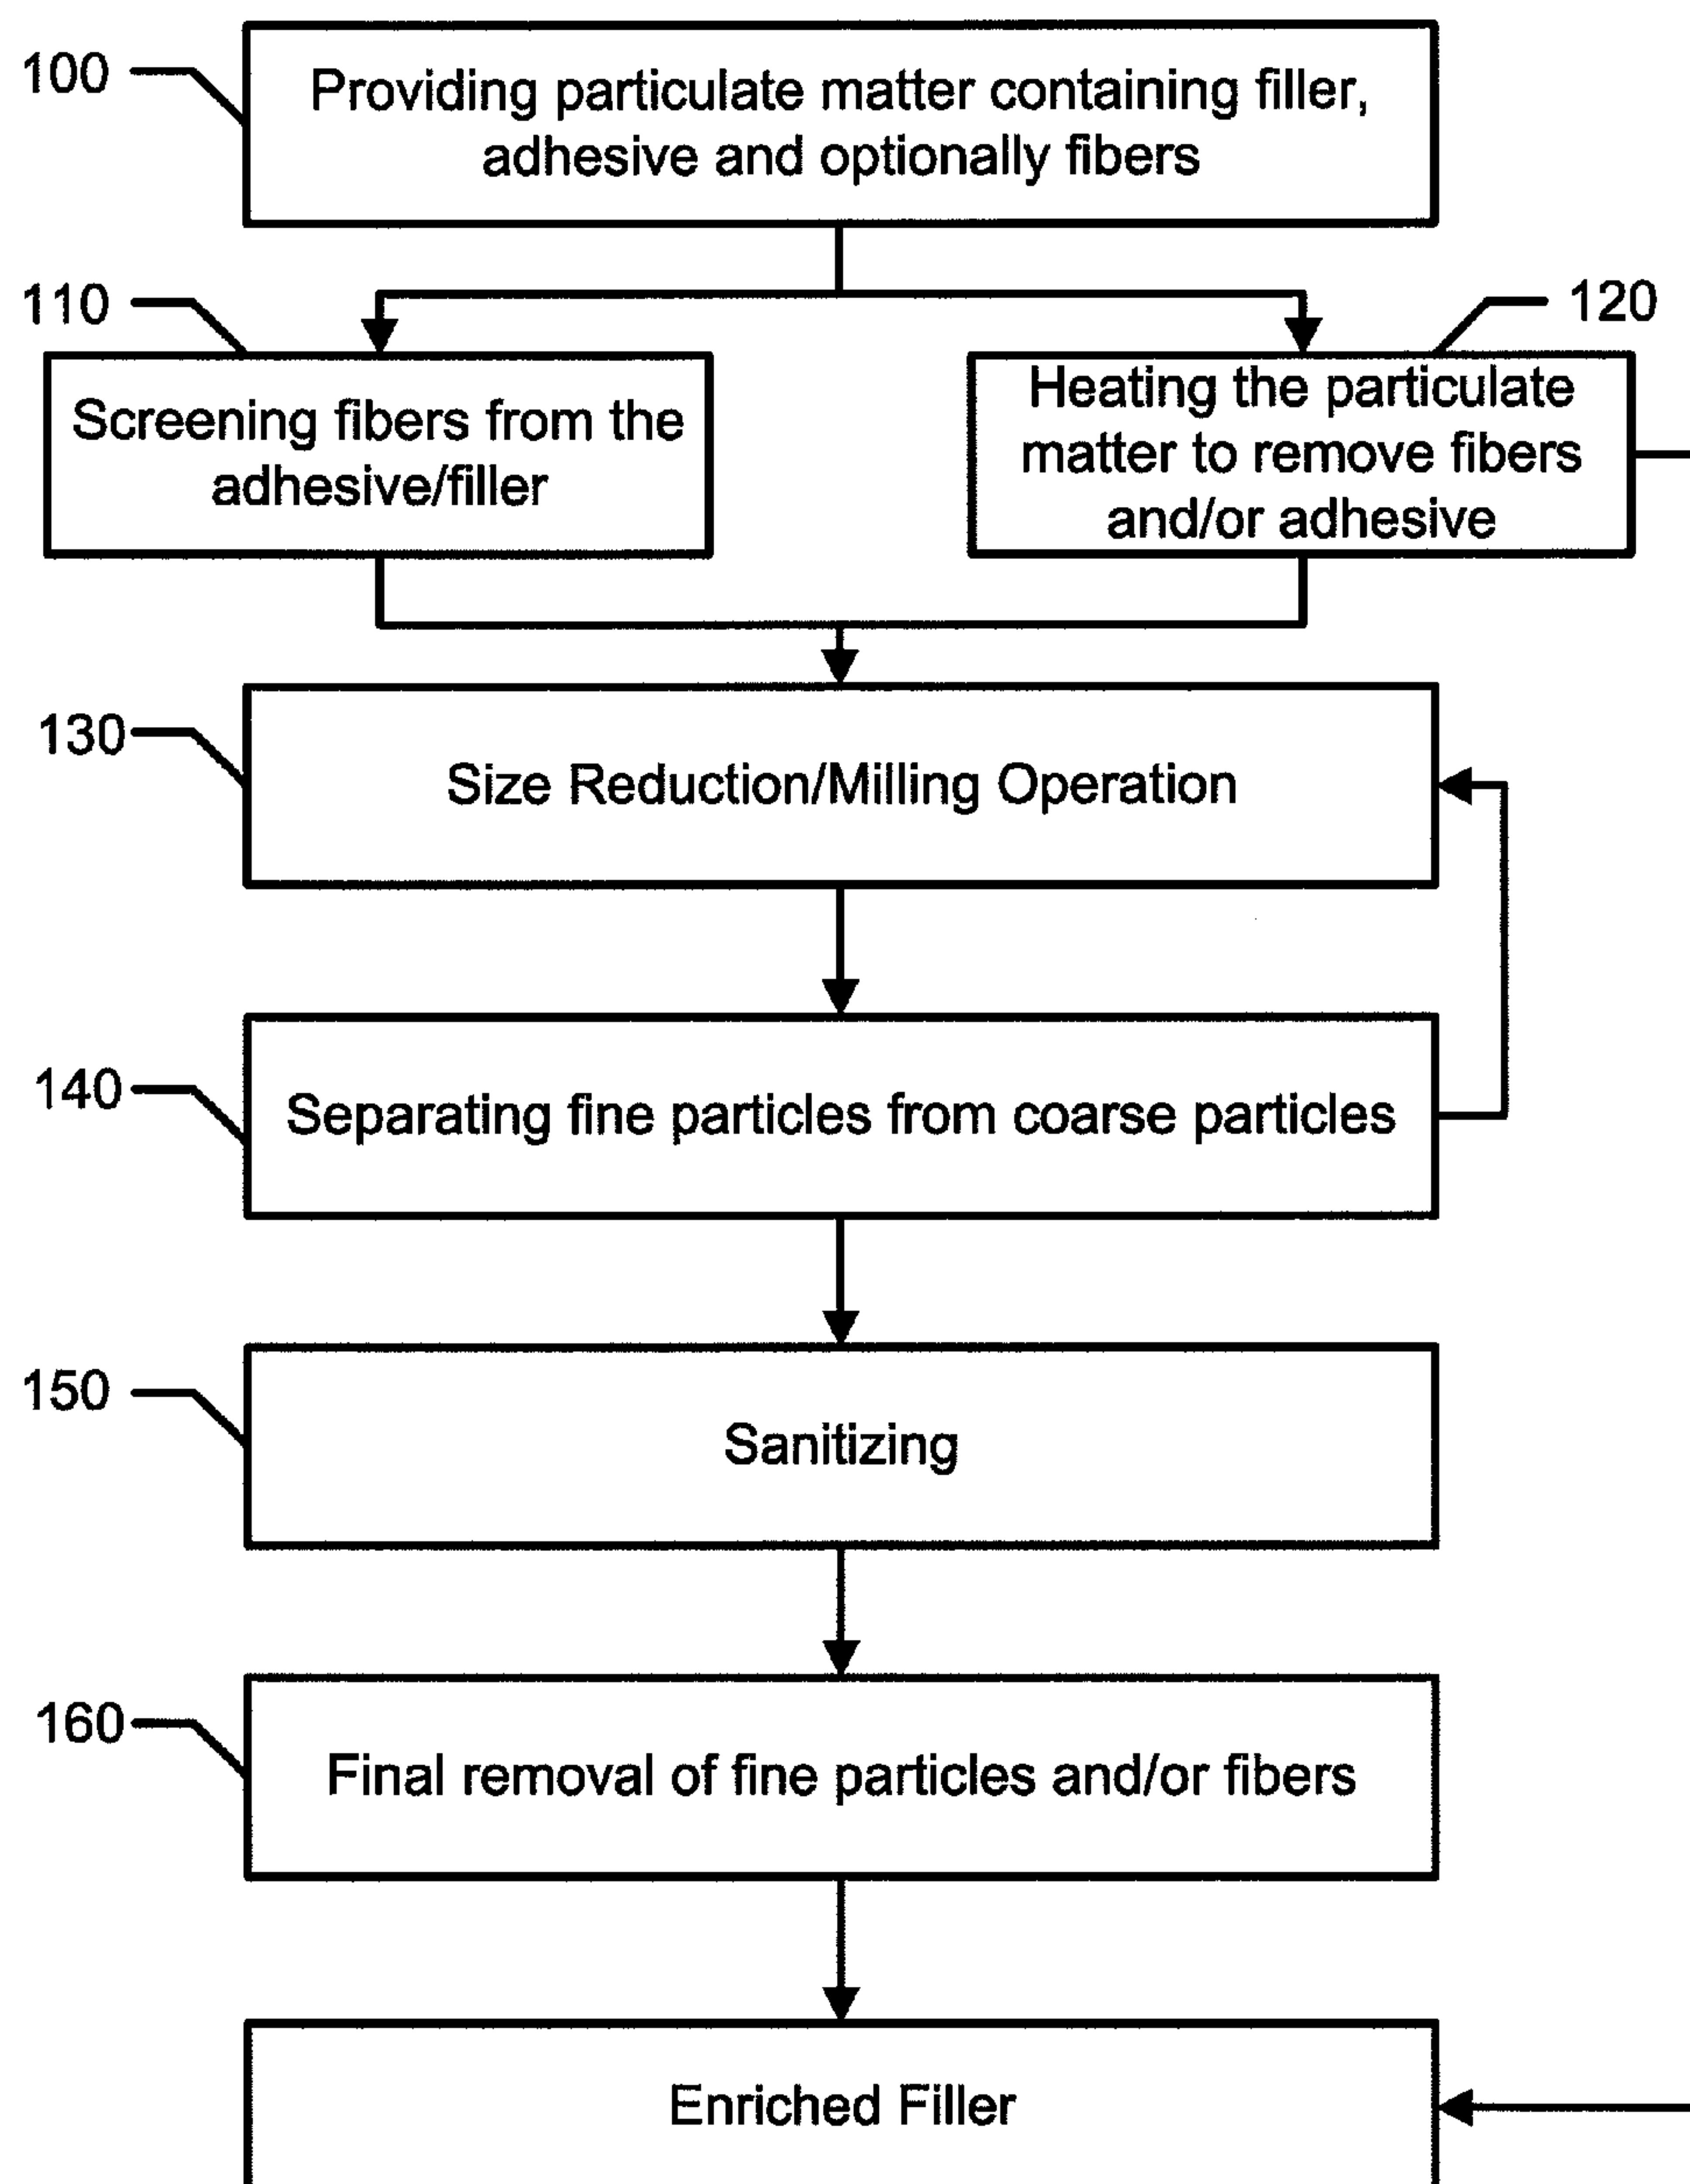 100
Providing particulate matter containing filler,
adhesive and optionally fibers
110
120
Screening fibers from the
adhesive/filler
Heating the particulate
matter to remove fibers
and/or adhesive
130
Size Reduction/Milling Operation
140
Separating fine particles from coarse particles
150
Sanitizing
160
Final removal of fine particles and/or fibers
Enriched Filler